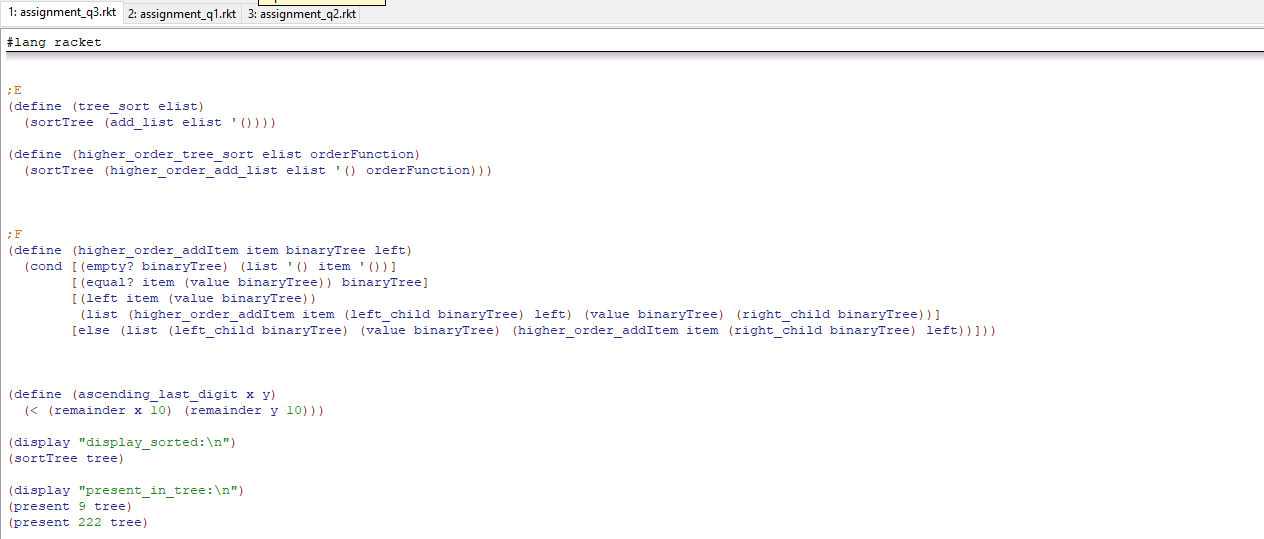 1: assignment_q3.rkt 2: assignment_q1.rkt 3: assignment_q2.rkt
#lang racket
;E
(define (tree_sort elist)
  (sortTree (add_list elist '())))
(define (higher_order_tree_sort elist orderFunction)
  (sortTree (higher_order_add_list elist '() orderFunction)))
;F
(define (higher_order_addItem item binaryTree left)
  (cond [(empty? binaryTree) (list '() item '())]
        [(equal? item (value binaryTree)) binaryTree]
        [(left item (value binaryTree))
         (list (higher_order_addItem item (left_child binaryTree) left) (value binaryTree) (right_child binaryTree))]
        [else (list (left_child binaryTree) (value binaryTree) (higher_order_addItem item (right_child binaryTree) left))]))
(define (ascending_last_digit x y)
  (< (remainder x 10) (remainder y 10)))
(display "display_sorted:\n")
(sortTree tree)
(display "present_in_tree:\n")
(present 9 tree)
(present 222 tree)